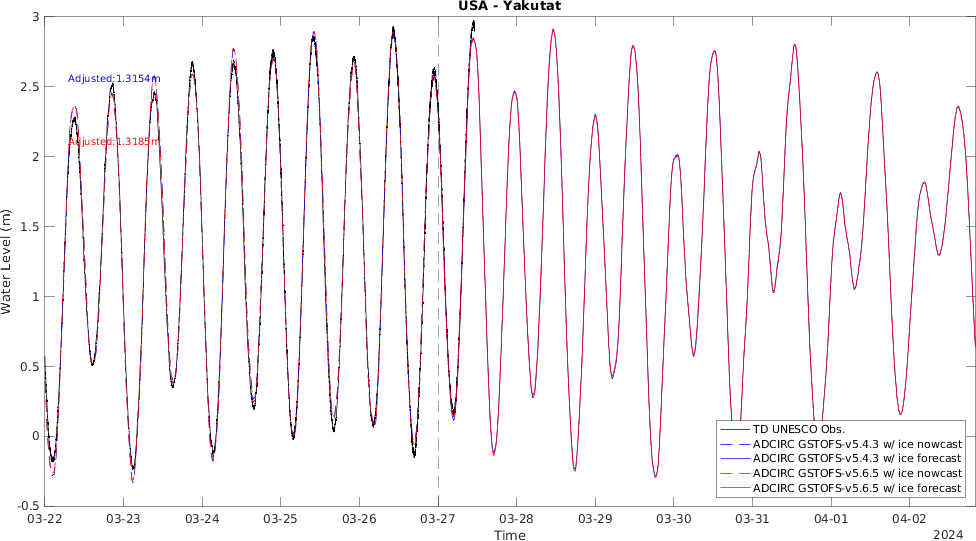 USA - Yakutat
3
2.5
2
1.5
1
0.5
0
-0.5
Water Level (m)
Adjusted:1.3154m
Adjusted:1.3185m
TD UNESCO Obs.
ADCIRC GSTOFS-v5.4.3 w/ ice nowcast
ADCIRC GSTOFS-v5.4.3 w/ ice forecast
ADCIRC GSTOFS-v5.6.5 w/ ice nowcast
ADCIRC GSTOFS-v5.6.5 w/ ice forecast
03-22 03-23 03-24 03-25 03-26 03-27 03-28 03-29 03-30 03-31 04-01 04-02
Time
2024